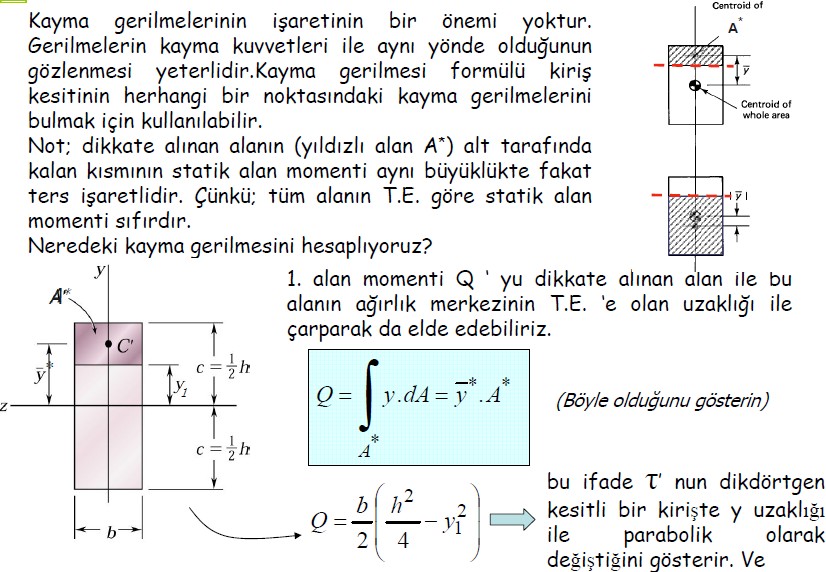 Kayma gerilmelerinin işaretinin bir önemi yoktur.
Gerilmelerin kayma kuvvetleri ile aynı yönde olduğunun
gözlenmesi yeterlidir.Kayma gerilmesi formülü kiriş
kesitinin herhangi bir noktasındaki kayma gerilmelerini
bulmak için kullanılabilir.
Not; dikkate alınan alanın (yıldızlı alan A*) alt tarafında
kalan kısmının statik alan momenti aynı büyüklükte fakat
ters işaretlidir. Çünkü; tüm alanın T.E. göre statik alan
momenti sıfırdır.
Neredeki kayma gerilmesini hesaplıyoruz?
Centroid of
A*
ȳ
Centroid of
whole area
|ȳ|
1. alan momenti Q ' yu dikkate alınan alan ile bu
alanın ağırlık merkezinin T.E. 'e olan uzaklığı ile
çarparak da elde edebiliriz.
y
A*
C'
c = ½h
ȳ*
y₁
z
c = ½h
b
Q = ∫_A* y.dA = ȳ*.A*
(Böyle olduğunu gösterin)
Q = b/2 (h²/4 − y₁²)
bu ifade τ' nun dikdörtgen
kesitli bir kirişte y uzaklığı
ile parabolik olarak
değiştiğini gösterir. Ve